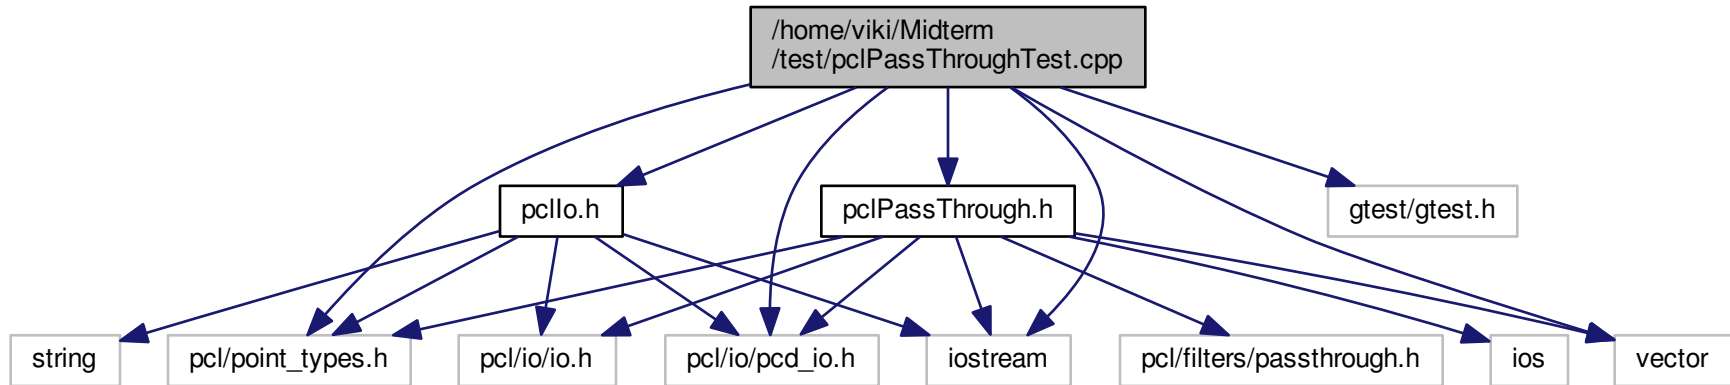 /home/viki/Midterm
/test/pclPassThroughTest.cpp
pclIo.h
pclPassThrough.h
gtest/gtest.h
string
pcl/point_types.h
pcl/io/io.h
pcl/io/pcd_io.h
iostream
pcl/filters/passthrough.h
ios
vector